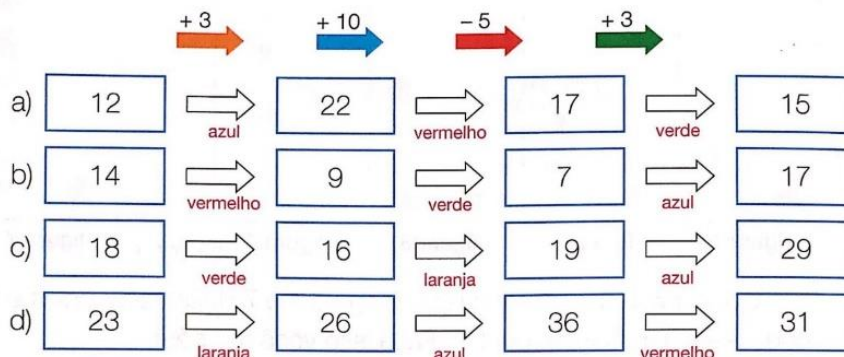 + 3 + 10 – 5 + 3
a) 12 azul 22 vermelho 17 verde 15
b) 14 vermelho 9 verde 7 azul 17
c) 18 verde 16 laranja 19 azul 29
d) 23 laranja 26 azul 36 vermelho 31